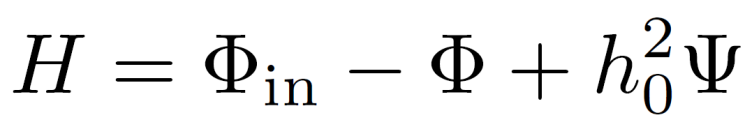 H = Φ_in − Φ + h_0^2 Ψ